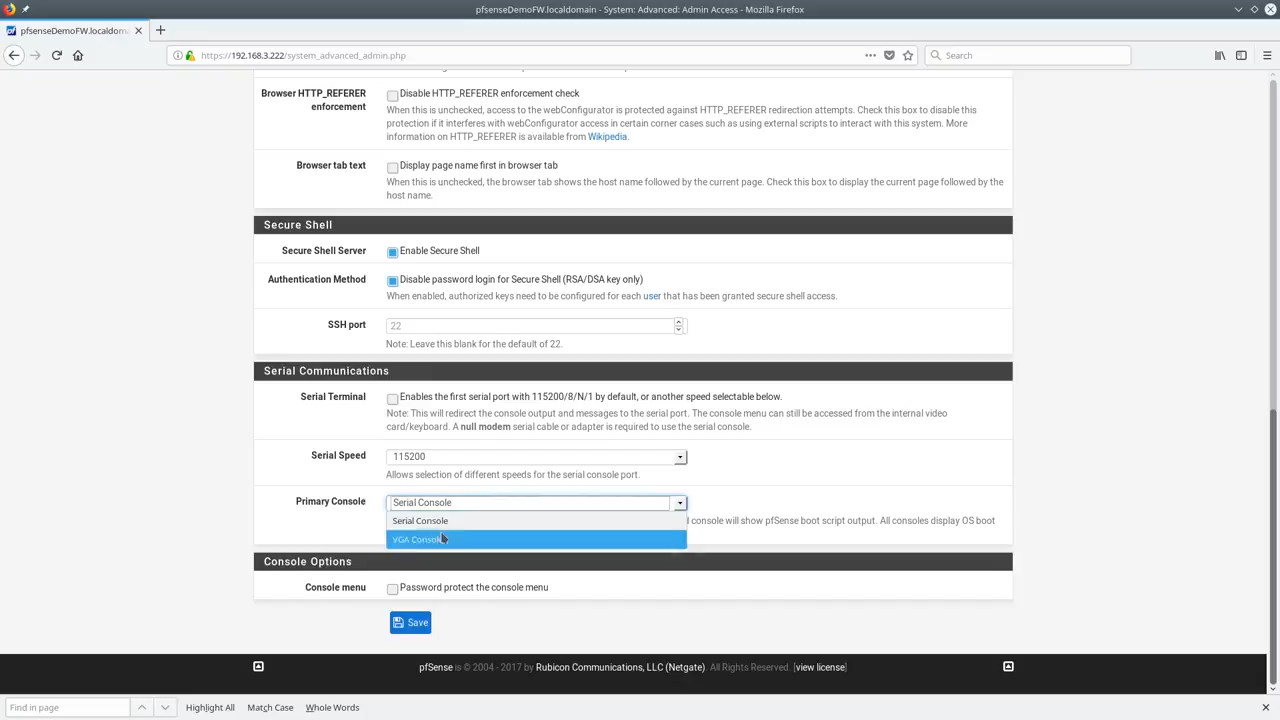 pfsenseDemoFW.localdomain - System: Advanced: Admin Access - Mozilla Firefox
pfsenseDemoFW.localdoma
https://192.168.3.222/system_advanced_admin.php
Search
Browser HTTP_REFERER
enforcement
Disable HTTP_REFERER enforcement check
When this is unchecked, access to the webConfigurator is protected against HTTP_REFERER redirection attempts. Check this box to disable this
protection if it interferes with webConfigurator access in certain corner cases such as using external scripts to interact with this system. More
information on HTTP_REFERER is available from Wikipedia.
Browser tab text
Display page name first in browser tab
When this is unchecked, the browser tab shows the host name followed by the current page. Check this box to display the current page followed by the
host name.
Secure Shell
Secure Shell Server
Enable Secure Shell
Authentication Method
Disable password login for Secure Shell (RSA/DSA key only)
When enabled, authorized keys need to be configured for each user that has been granted secure shell access.
SSH port
22
Note: Leave this blank for the default of 22.
Serial Communications
Serial Terminal
Enables the first serial port with 115200/8/N/1 by default, or another speed selectable below.
Note: This will redirect the console output and messages to the serial port. The console menu can still be accessed from the internal video
card/keyboard. A null modem serial cable or adapter is required to use the serial console.
Serial Speed
115200
Allows selection of different speeds for the serial console port.
Primary Console
Serial Console
Serial Console
console will show pfSense boot script output. All consoles display OS boot
VGA Console
Console Options
Console menu
Password protect the console menu
Save
pfSense is © 2004 - 2017 by Rubicon Communications, LLC (Netgate). All Rights Reserved. [view license]
Find in page
Highlight All
Match Case
Whole Words